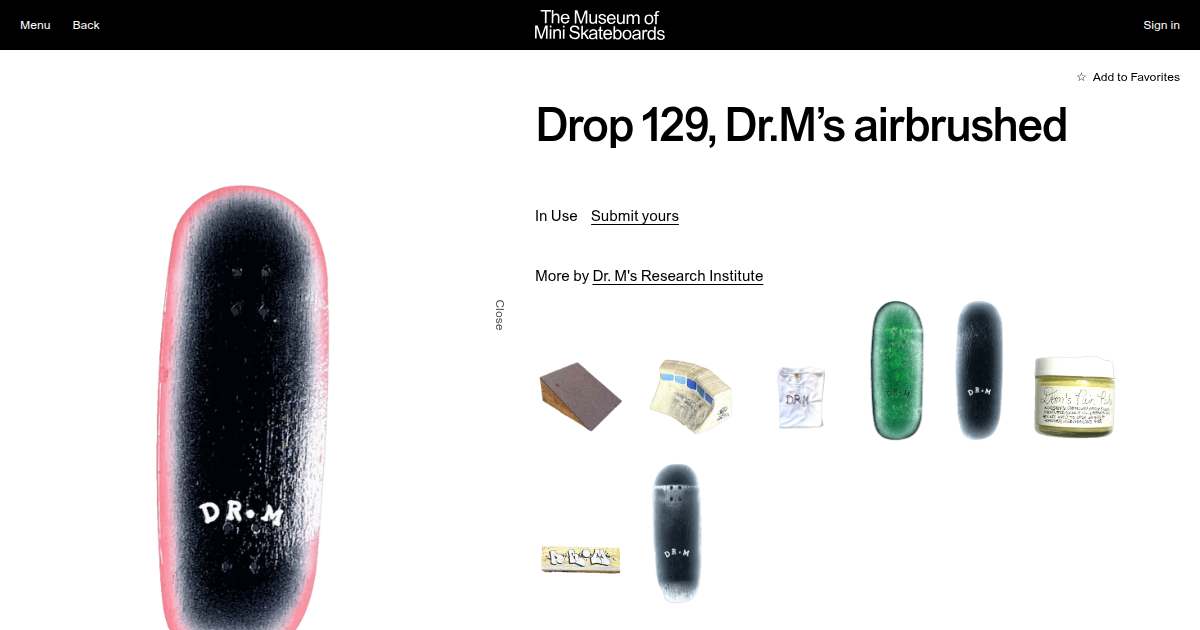 Menu
Back
The Museum of
Mini Skateboards
Sign in
☆ Add to Favorites
Drop 129, Dr.M’s airbrushed
In Use Submit yours
More by Dr. M's Research Institute
Close
DR•M
DR.M
DR•M
DR•M
DR•M